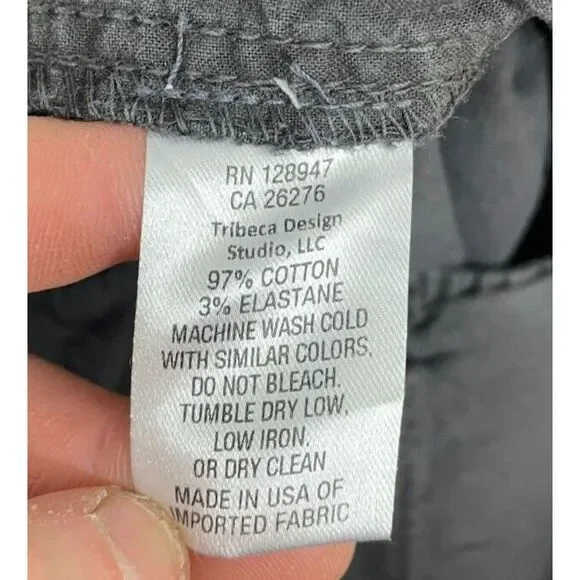 RN 128947
CA 26276
Tribeca Design
Studio, LLC
97% COTTON
3% ELASTANE
MACHINE WASH COLD
WITH SIMILAR COLORS.
DO NOT BLEACH.
TUMBLE DRY LOW.
LOW IRON.
OR DRY CLEAN
MADE IN USA OF
IMPORTED FABRIC